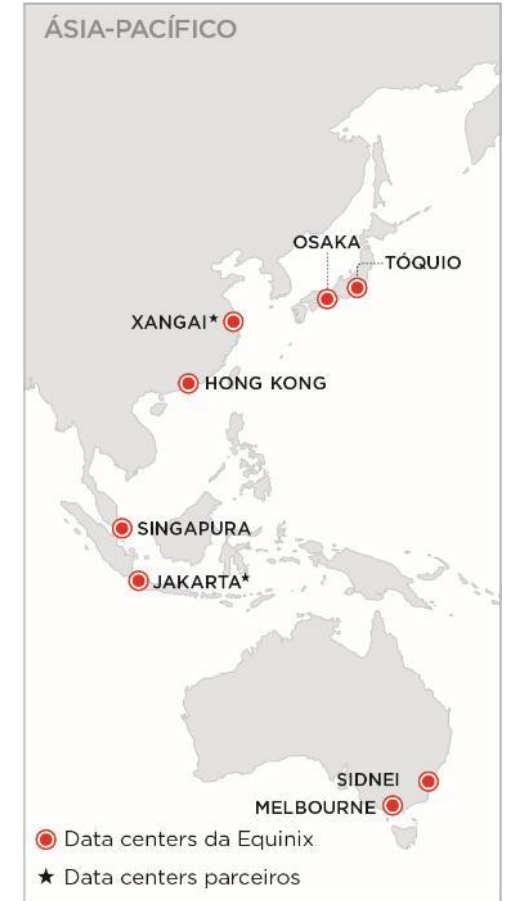 ÁSIA-PACÍFICO
OSAKA
TÓQUIO
XANGAI★
HONG KONG
SINGAPURA
JAKARTA★
SIDNEI
MELBOURNE
Data centers da Equinix
★ Data centers parceiros